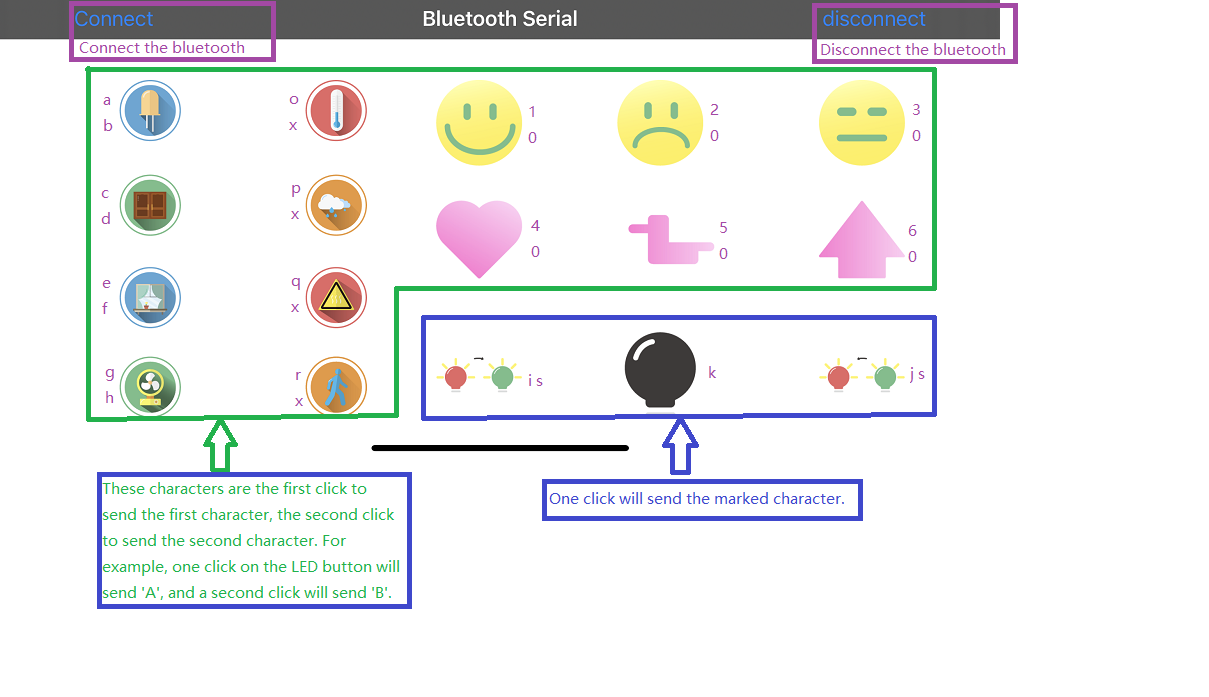 Connect
Bluetooth Serial
disconnect
Connect the bluetooth
Disconnect the bluetooth
a
b
o
x
1
0
2
0
3
0
c
d
p
x
4
0
5
0
6
0
e
f
q
x
g
h
r
x
i s
k
j s
These characters are the first click to
send the first character, the second click
to send the second character. For
example, one click on the LED button will
send 'A', and a second click will send 'B'.
One click will send the marked character.